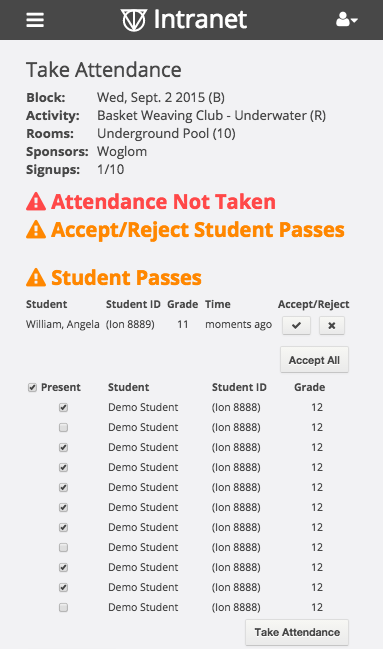 Intranet
Take Attendance
Block: Wed, Sept. 2 2015 (B)
Activity: Basket Weaving Club - Underwater (R)
Rooms: Underground Pool (10)
Sponsors: Woglom
Signups: 1/10
Attendance Not Taken
Accept/Reject Student Passes
Student Passes
Student Student ID Grade Time Accept/Reject
William, Angela (Ion 8889) 11 moments ago
Accept All
Present Student Student ID Grade
Demo Student (Ion 8888) 12
Demo Student (Ion 8888) 12
Demo Student (Ion 8888) 12
Demo Student (Ion 8888) 12
Demo Student (Ion 8888) 12
Demo Student (Ion 8888) 12
Demo Student (Ion 8888) 12
Demo Student (Ion 8888) 12
Demo Student (Ion 8888) 12
Demo Student (Ion 8888) 12
Demo Student (Ion 8888) 12
Take Attendance